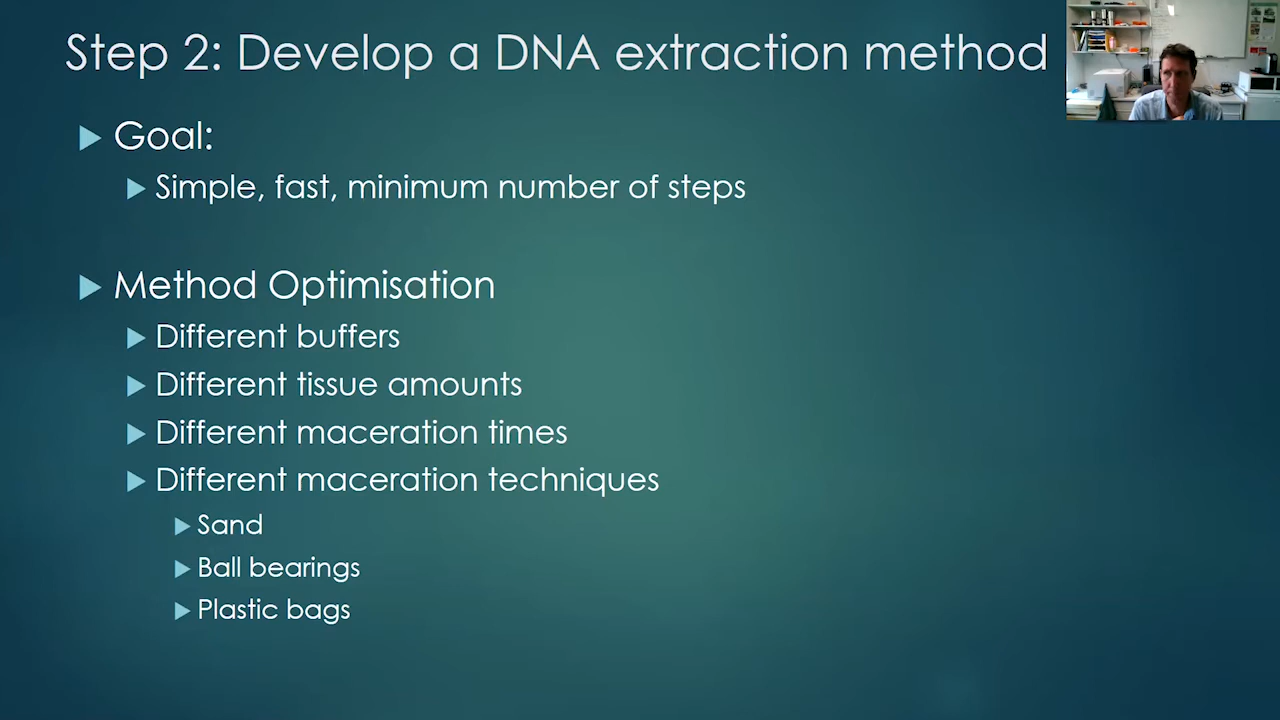 Step 2: Develop a DNA extraction method
Goal:
Simple, fast, minimum number of steps
Method Optimisation
Different buffers
Different tissue amounts
Different maceration times
Different maceration techniques
Sand
Ball bearings
Plastic bags